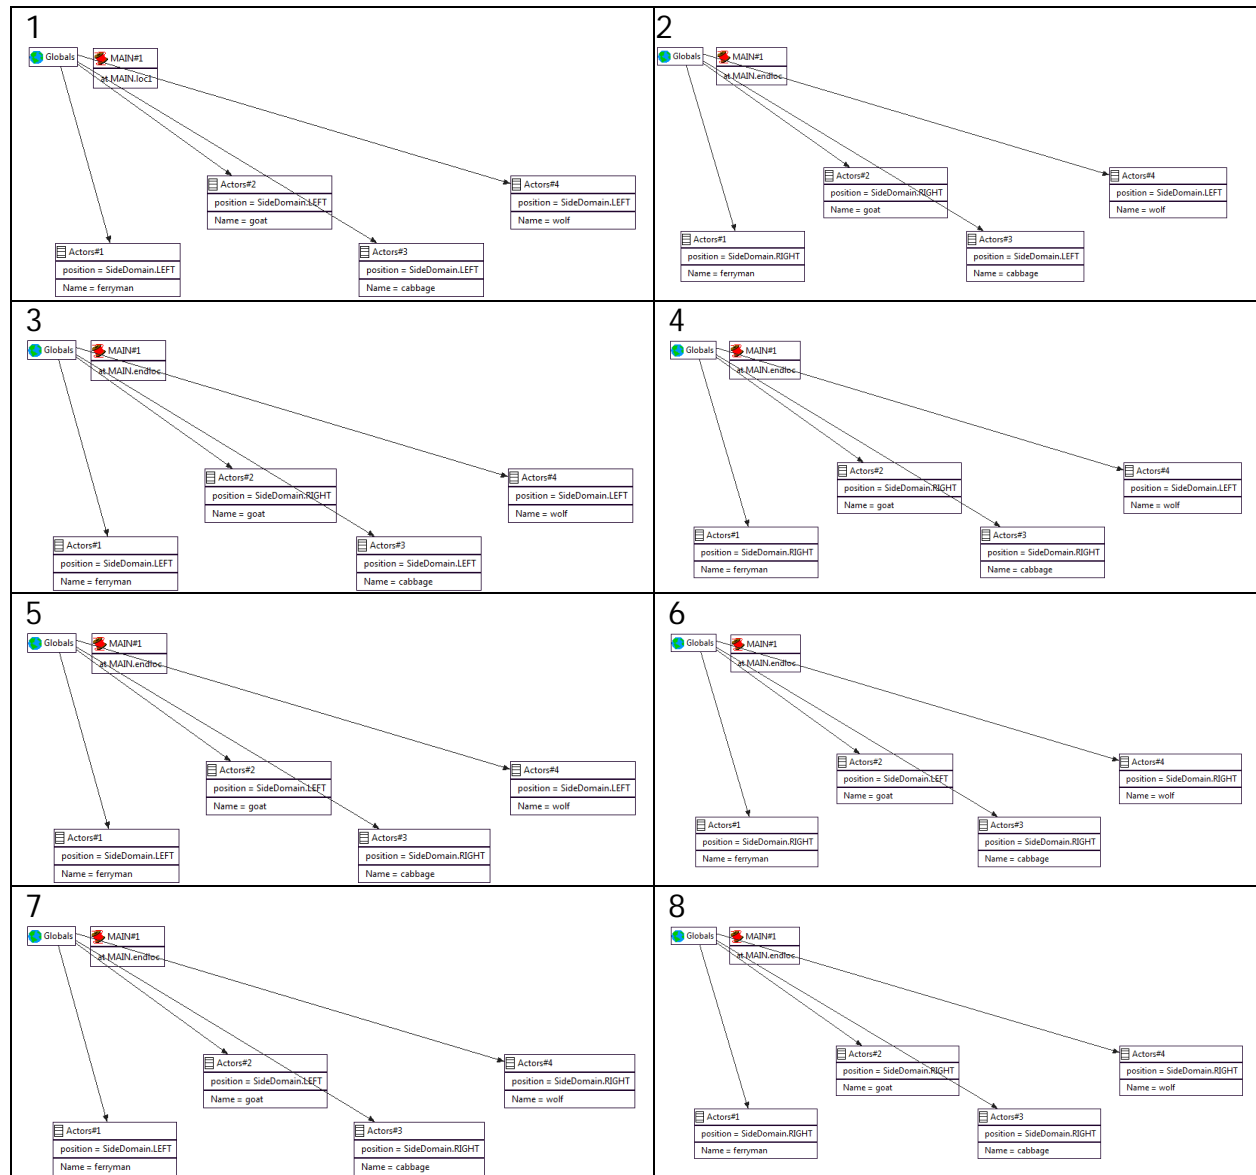 1
Globals
MAIN#1
at MAIN.loc1
Actors#2
position = SideDomain.LEFT
Name = goat
Actors#4
position = SideDomain.LEFT
Name = wolf
Actors#1
position = SideDomain.LEFT
Name = ferryman
Actors#3
position = SideDomain.LEFT
Name = cabbage
2
Globals
MAIN#1
at MAIN.endloc
Actors#2
position = SideDomain.RIGHT
Name = goat
Actors#4
position = SideDomain.LEFT
Name = wolf
Actors#1
position = SideDomain.RIGHT
Name = ferryman
Actors#3
position = SideDomain.LEFT
Name = cabbage
3
Globals
MAIN#1
at MAIN.endloc
Actors#2
position = SideDomain.RIGHT
Name = goat
Actors#4
position = SideDomain.LEFT
Name = wolf
Actors#1
position = SideDomain.LEFT
Name = ferryman
Actors#3
position = SideDomain.LEFT
Name = cabbage
4
Globals
MAIN#1
at MAIN.endloc
Actors#2
position = SideDomain.RIGHT
Name = goat
Actors#4
position = SideDomain.LEFT
Name = wolf
Actors#1
position = SideDomain.RIGHT
Name = ferryman
Actors#3
position = SideDomain.RIGHT
Name = cabbage
5
Globals
MAIN#1
at MAIN.endloc
Actors#2
position = SideDomain.LEFT
Name = goat
Actors#4
position = SideDomain.LEFT
Name = wolf
Actors#1
position = SideDomain.LEFT
Name = ferryman
Actors#3
position = SideDomain.RIGHT
Name = cabbage
6
Globals
MAIN#1
at MAIN.endloc
Actors#2
position = SideDomain.LEFT
Name = goat
Actors#4
position = SideDomain.RIGHT
Name = wolf
Actors#1
position = SideDomain.RIGHT
Name = ferryman
Actors#3
position = SideDomain.RIGHT
Name = cabbage
7
Globals
MAIN#1
at MAIN.endloc
Actors#2
position = SideDomain.LEFT
Name = goat
Actors#4
position = SideDomain.RIGHT
Name = wolf
Actors#1
position = SideDomain.LEFT
Name = ferryman
Actors#3
position = SideDomain.RIGHT
Name = cabbage
8
Globals
MAIN#1
at MAIN.endloc
Actors#2
position = SideDomain.RIGHT
Name = goat
Actors#4
position = SideDomain.RIGHT
Name = wolf
Actors#1
position = SideDomain.RIGHT
Name = ferryman
Actors#3
position = SideDomain.RIGHT
Name = cabbage